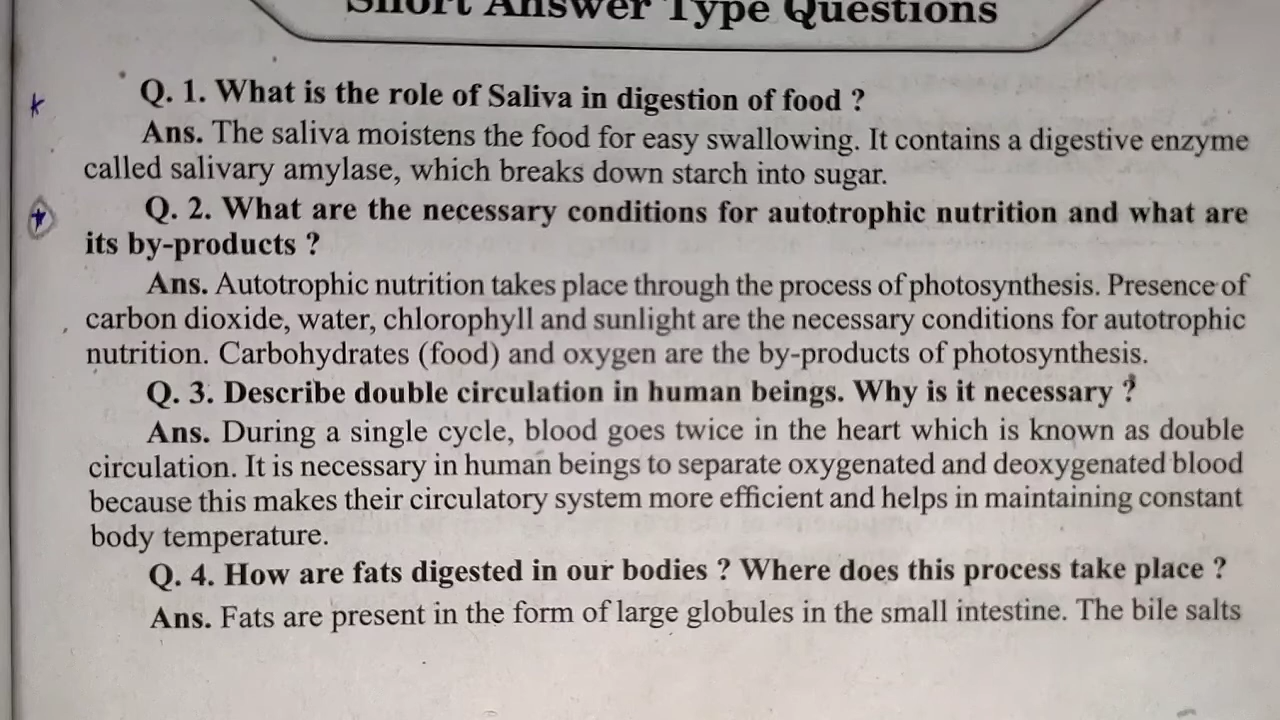 Short Answer Type Questions
Q. 1. What is the role of Saliva in digestion of food ?
Ans. The saliva moistens the food for easy swallowing. It contains a digestive enzyme
called salivary amylase, which breaks down starch into sugar.
Q. 2. What are the necessary conditions for autotrophic nutrition and what are
its by-products ?
Ans. Autotrophic nutrition takes place through the process of photosynthesis. Presence of
carbon dioxide, water, chlorophyll and sunlight are the necessary conditions for autotrophic
nutrition. Carbohydrates (food) and oxygen are the by-products of photosynthesis.
Q. 3. Describe double circulation in human beings. Why is it necessary ?
Ans. During a single cycle, blood goes twice in the heart which is known as double
circulation. It is necessary in human beings to separate oxygenated and deoxygenated blood
because this makes their circulatory system more efficient and helps in maintaining constant
body temperature.
Q. 4. How are fats digested in our bodies ? Where does this process take place ?
Ans. Fats are present in the form of large globules in the small intestine. The bile salts